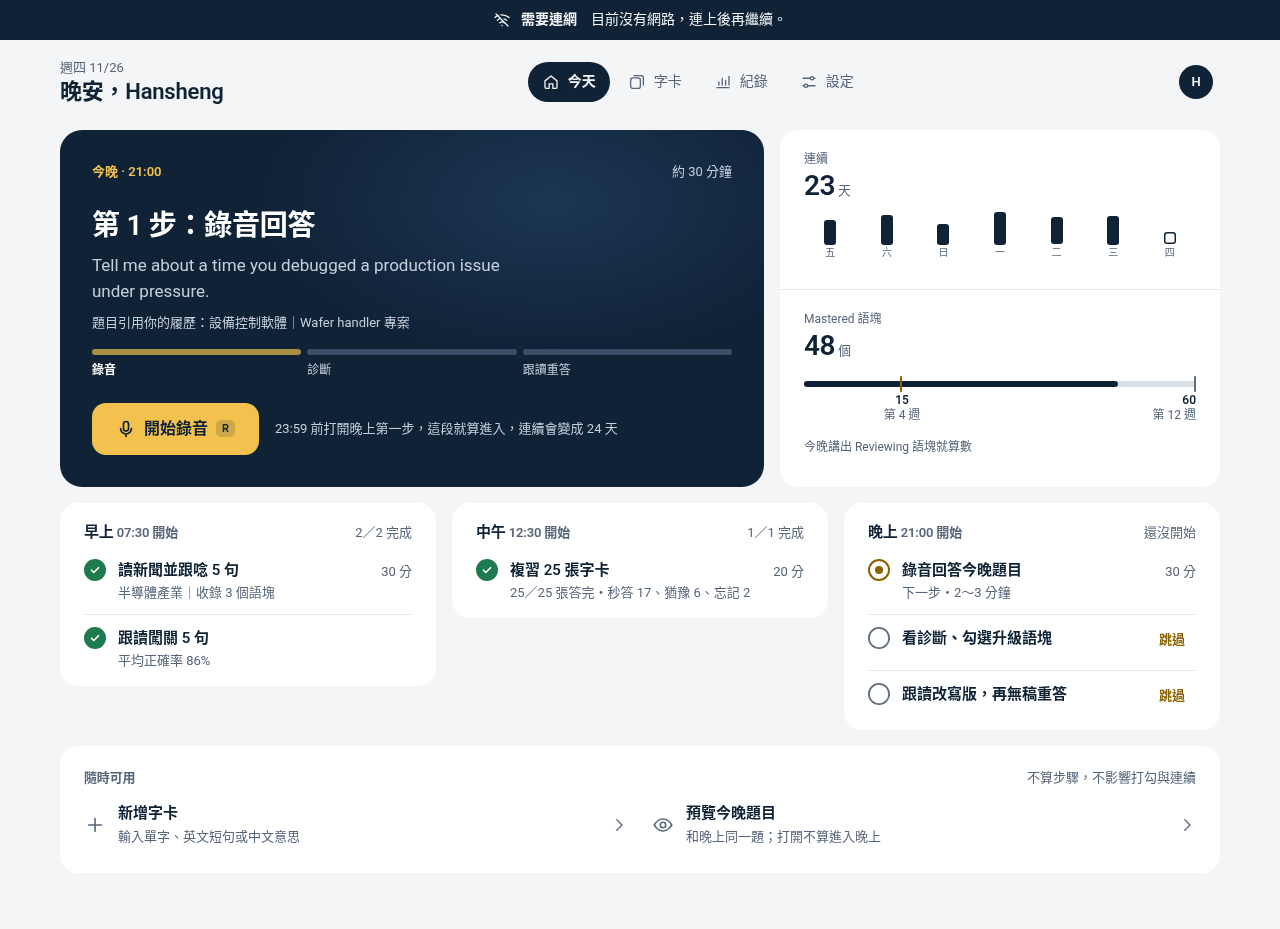 需要連網 目前沒有網路，連上後再繼續。
週四 11/26
晚安，Hansheng
今天
字卡
紀錄
設定
H
今晚 · 21:00
約 30 分鐘
第 1 步：錄音回答
Tell me about a time you debugged a production issue
under pressure.
題目引用你的履歷：設備控制軟體｜Wafer handler 專案
錄音
診斷
跟讀重答
開始錄音 R
23:59 前打開晚上第一步，這段就算進入，連續會變成 24 天
連續
23 天
五 六 日 一 二 三 四
Mastered 語塊
48 個
15
第 4 週
60
第 12 週
今晚講出 Reviewing 語塊就算數
早上 07:30 開始
2／2 完成
讀新聞並跟唸 5 句
30 分
半導體產業｜收錄 3 個語塊
跟讀闖關 5 句
平均正確率 86%
中午 12:30 開始
1／1 完成
複習 25 張字卡
20 分
25／25 張答完・秒答 17、猶豫 6、忘記 2
晚上 21:00 開始
還沒開始
錄音回答今晚題目
30 分
下一步・2～3 分鐘
看診斷、勾選升級語塊
跳過
跟讀改寫版，再無稿重答
跳過
隨時可用
不算步驟，不影響打勾與連續
新增字卡
輸入單字、英文短句或中文意思
預覽今晚題目
和晚上同一題；打開不算進入晚上